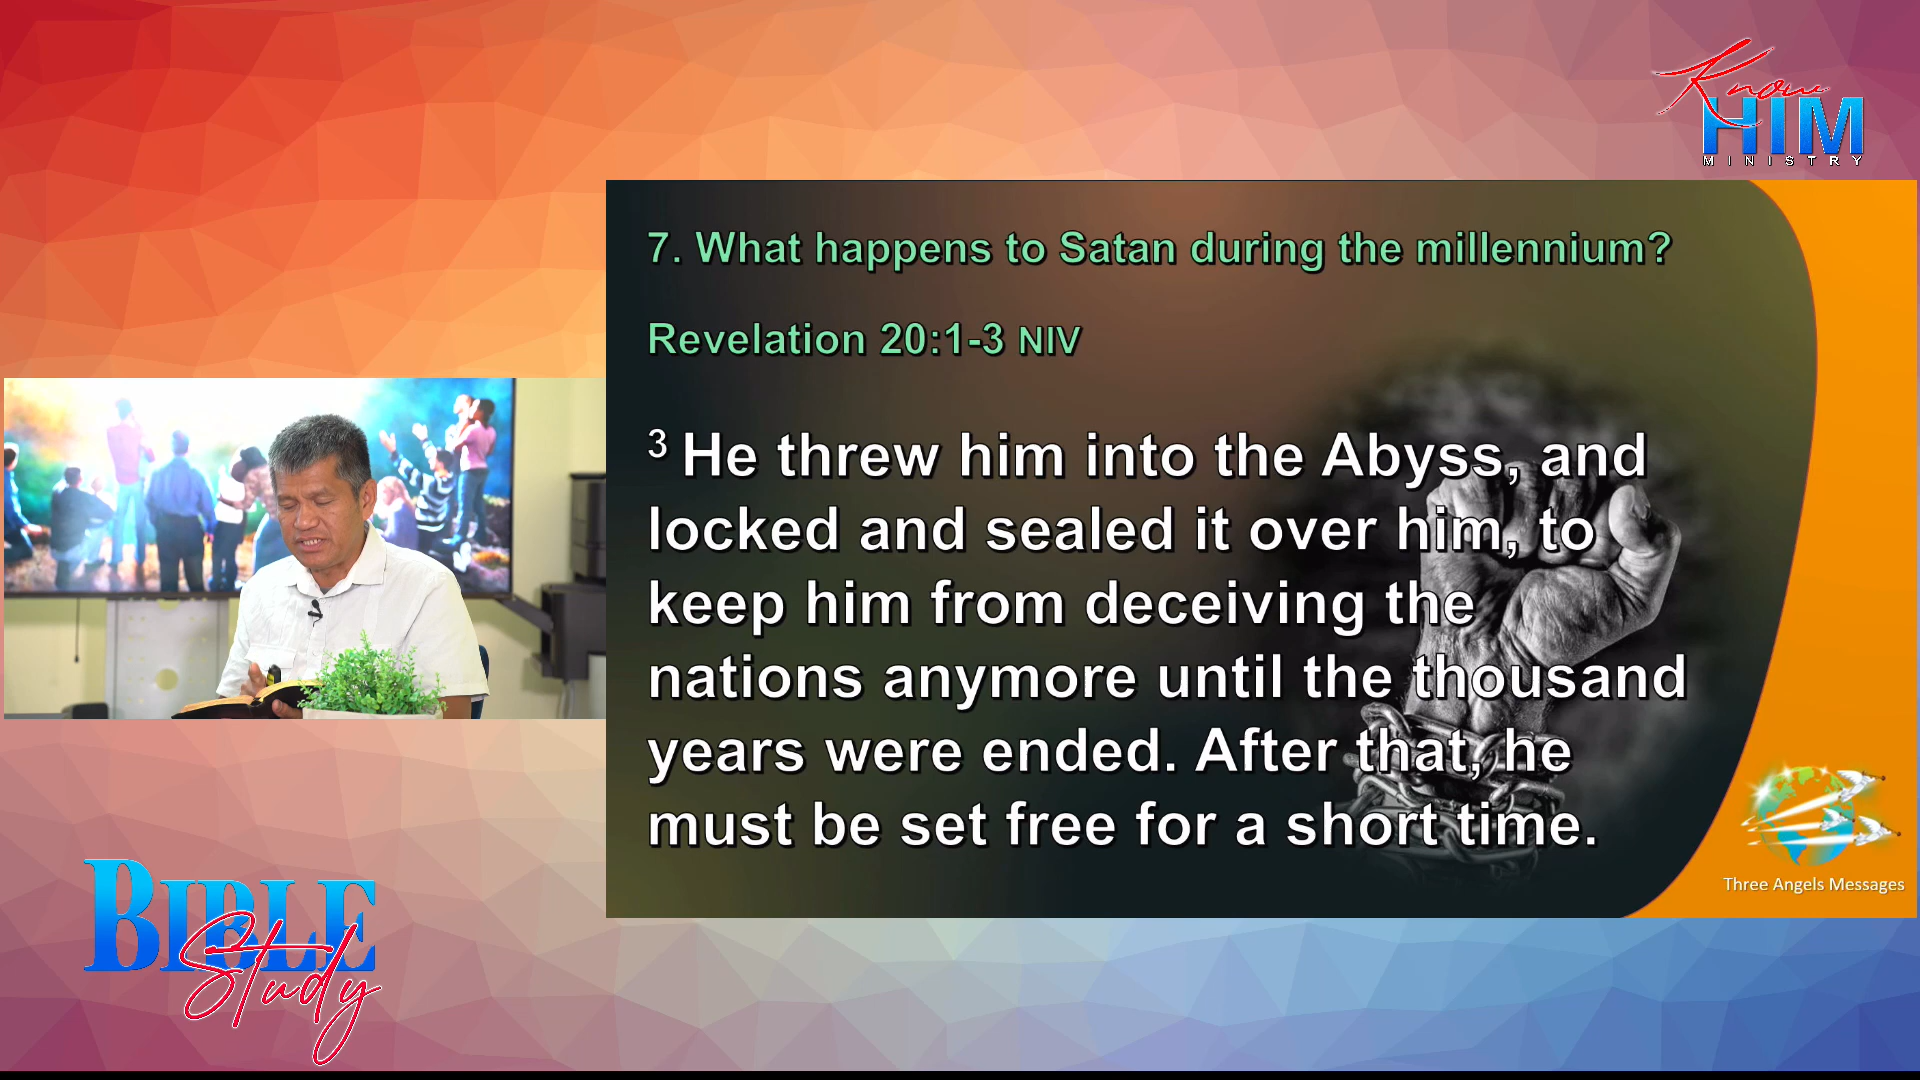 Know
HIM
MINISTRY
7. What happens to Satan during the millennium?
Revelation 20:1-3 NIV
3 He threw him into the Abyss, and
locked and sealed it over him, to
keep him from deceiving the
nations anymore until the thousand
years were ended. After that, he
must be set free for a short time.
Three Angels Messages
BIBLE
Study